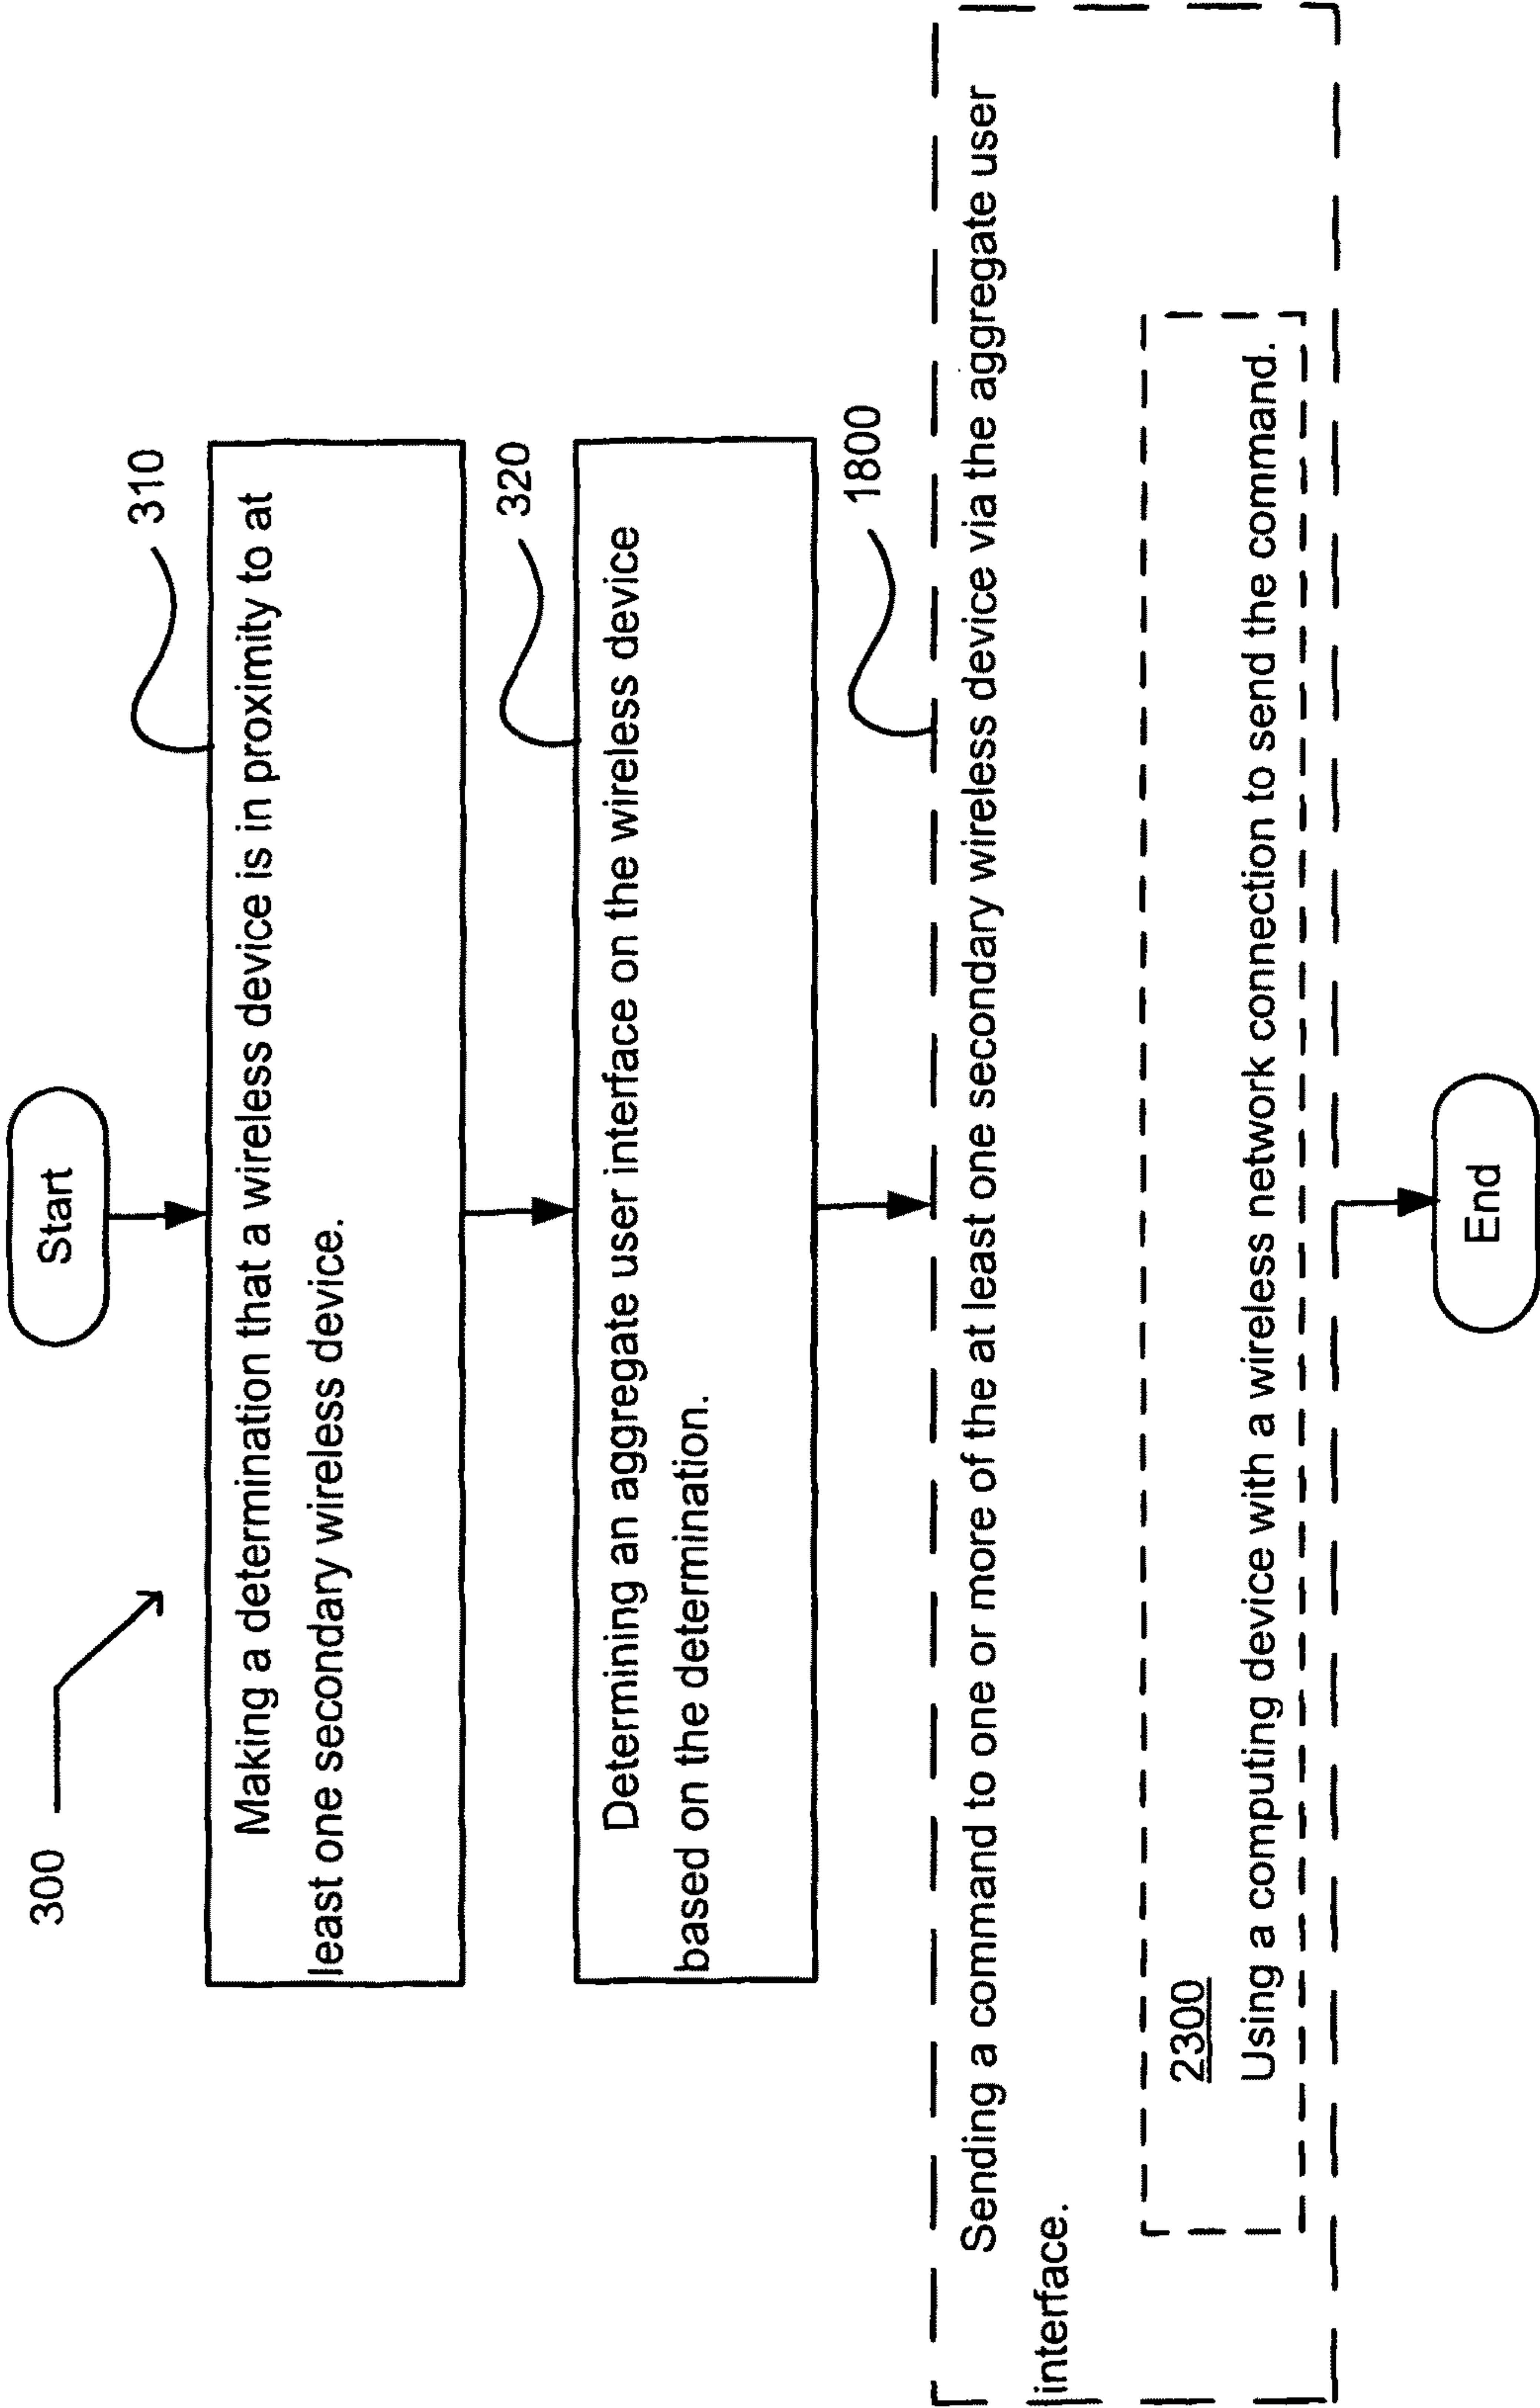 300
Start
310
Making a determination that a wireless device is in proximity to at
least one secondary wireless device.
320
Determining an aggregate user interface on the wireless device
based on the determination.
1800
Sending a command to one or more of the at least one secondary wireless device via the aggregate user
interface.
2300
Using a computing device with a wireless network connection to send the command.
End